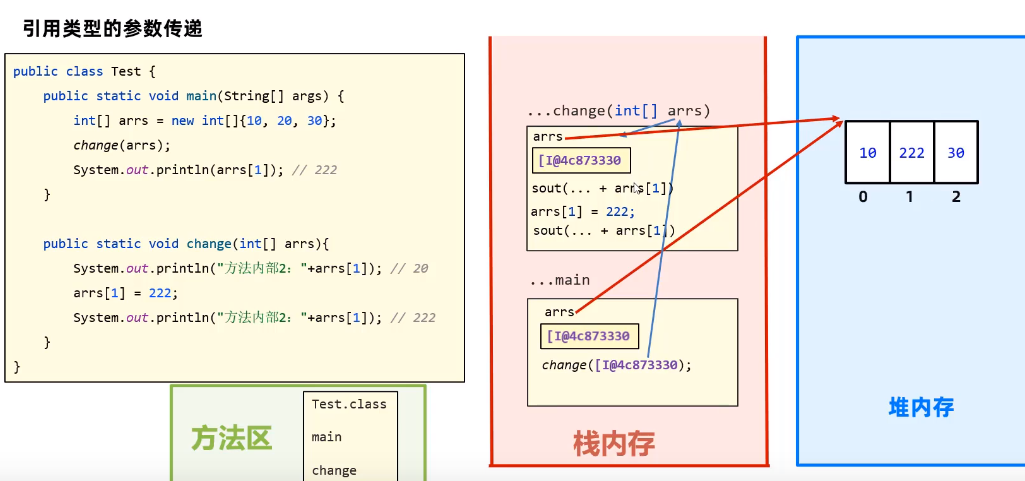 引用类型的参数传递
public class Test {
public static void main(String[] args) {
int[] arrs = new int[]{10, 20, 30};
change(arrs);
System.out.println(arrs[1]); // 222
}
public static void change(int[] arrs){
System.out.println("方法内部2："+arrs[1]); // 20
arrs[1] = 222;
System.out.println("方法内部2："+arrs[1]); // 222
}
}
方法区
Test.class
main
change
...change(int[] arrs)
arrs
[I@4c873330
sout(... + arrs[1])
arrs[1] = 222;
sout(... + arrs[1])
...main
arrs
[I@4c873330
change([I@4c873330);
栈内存
10 222 30
0 1 2
堆内存